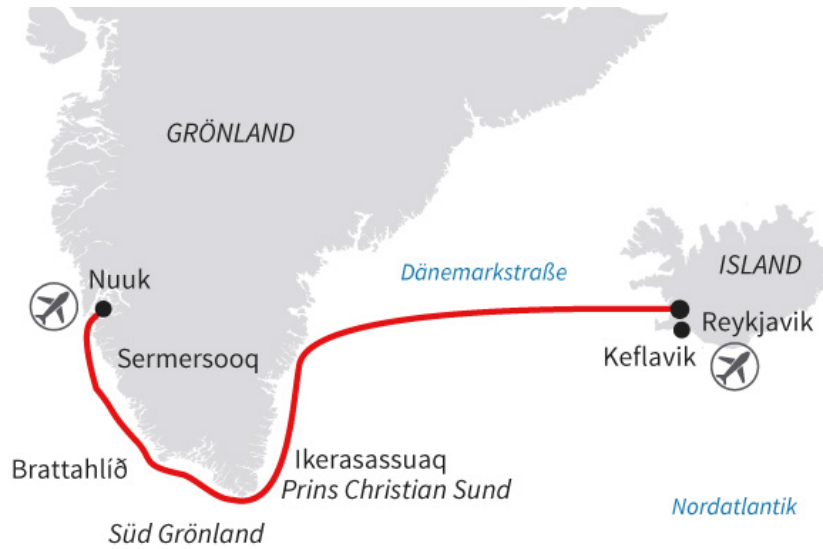 GRÖNLAND
Dänemarkstraße
ISLAND
Nuuk
Reykjavik
Sermersooq
Keflavik
Brattahlíð
Ikerasassuaq
Prins Christian Sund
Nordatlantik
Süd Grönland